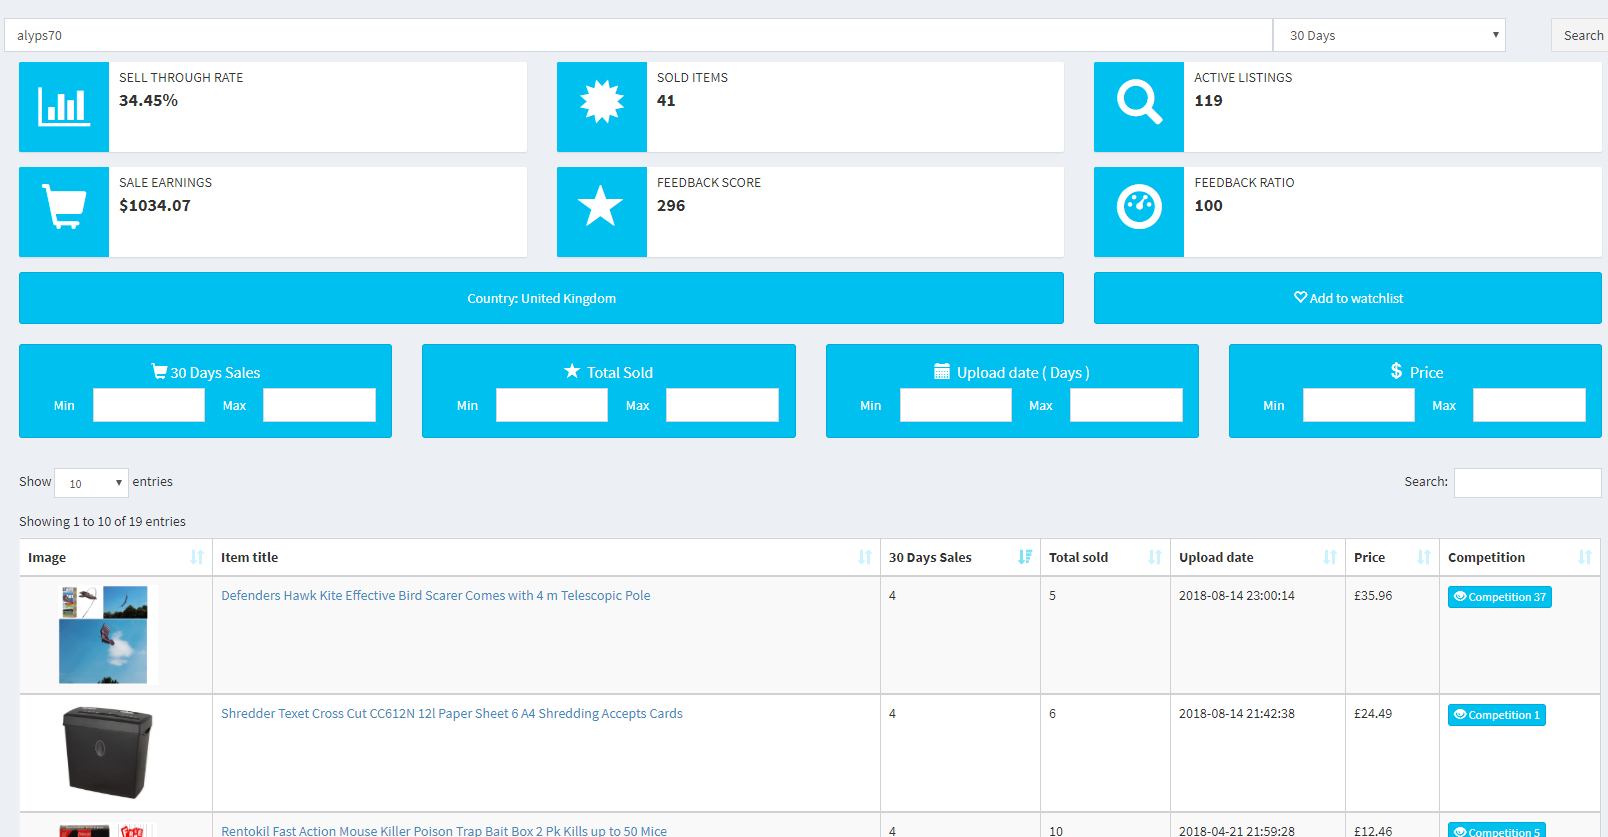 alyps70
30 Days
Search
SELL THROUGH RATE
34.45%
SOLD ITEMS
41
ACTIVE LISTINGS
119
SALE EARNINGS
$1034.07
FEEDBACK SCORE
296
FEEDBACK RATIO
100
Country: United Kingdom
Add to watchlist
30 Days Sales
Min
Max
Total Sold
Min
Max
Upload date ( Days )
Min
Max
$ Price
Min
Max
Show 10 entries
Search:
Showing 1 to 10 of 19 entries
Image Item title 30 Days Sales Total sold Upload date Price Competition
Defenders Hawk Kite Effective Bird Scarer Comes with 4 m Telescopic Pole 4 5 2018-08-14 23:00:14 £35.96 Competition 37
Shredder Texet Cross Cut CC612N 12l Paper Sheet 6 A4 Shredding Accepts Cards 4 6 2018-08-14 21:42:38 £24.49 Competition 1
Rentokil Fast Action Mouse Killer Poison Trap Bait Box 2 Pk Kills up to 50 Mice 4 10 2018-04-21 21:59:28 £12.46 Competition 5